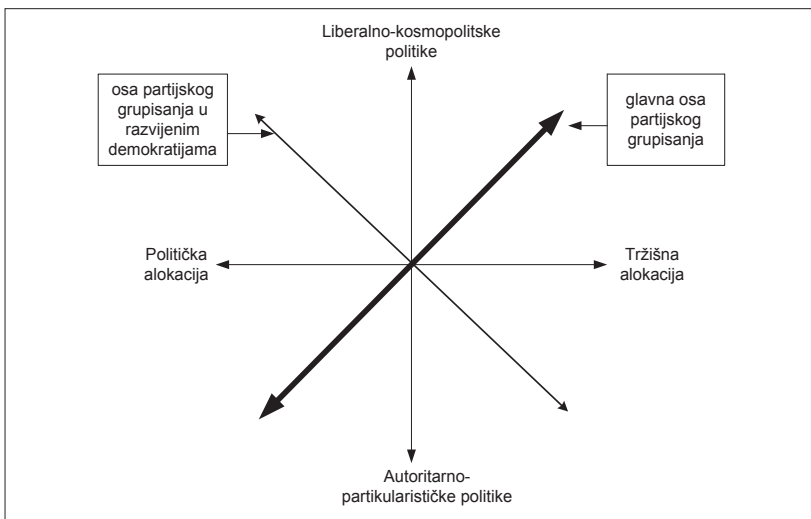 Liberalno-kosmopolitske
politike
osa partijskog
grupisanja u
razvijenim
demokratijama
glavna osa
partijskog
grupisanja
Politička
alokacija
Tržišna
alokacija
Autoritarno-
partikularističke politike